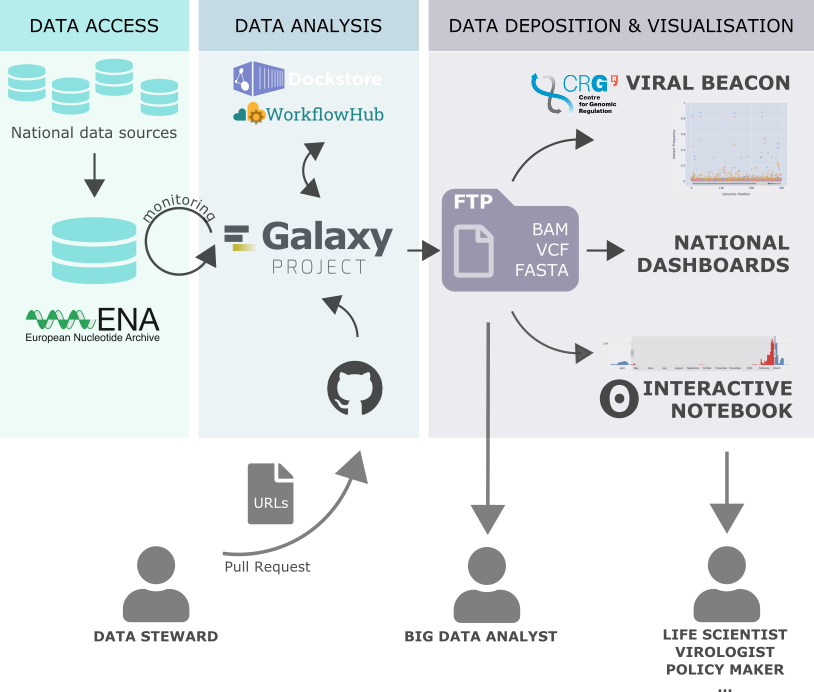 DATA ACCESS
DATA ANALYSIS
DATA DEPOSITION & VISUALISATION
National data sources
monitoring
ENA
European Nucleotide Archive
Dockstore
WorkflowHub
Galaxy
PROJECT
CRG
Centre
for Genomic
Regulation
VIRAL BEACON
Genomic Position
FTP
BAM
VCF
FASTA
NATIONAL
DASHBOARDS
INTERACTIVE
NOTEBOOK
URLs
Pull Request
DATA STEWARD
BIG DATA ANALYST
LIFE SCIENTIST
VIROLOGIST
POLICY MAKER
...